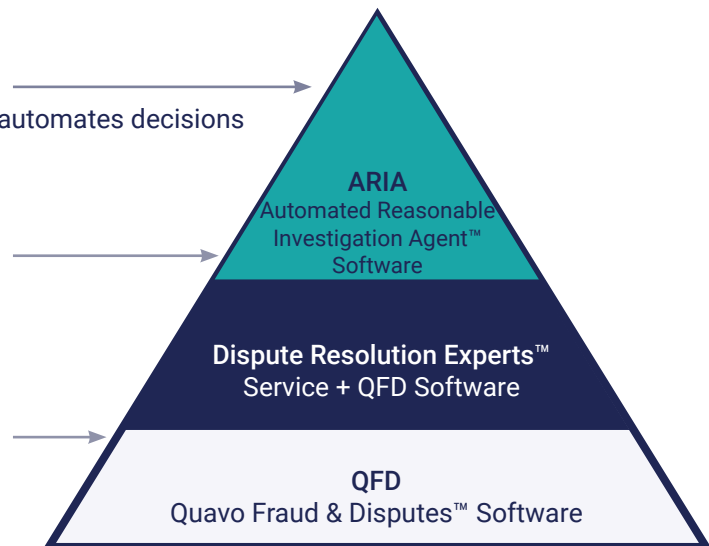 automates decisions
ARIA
Automated Reasonable
Investigation Agent™
Software
Dispute Resolution Experts™
Service + QFD Software
QFD
Quavo Fraud & Disputes™ Software